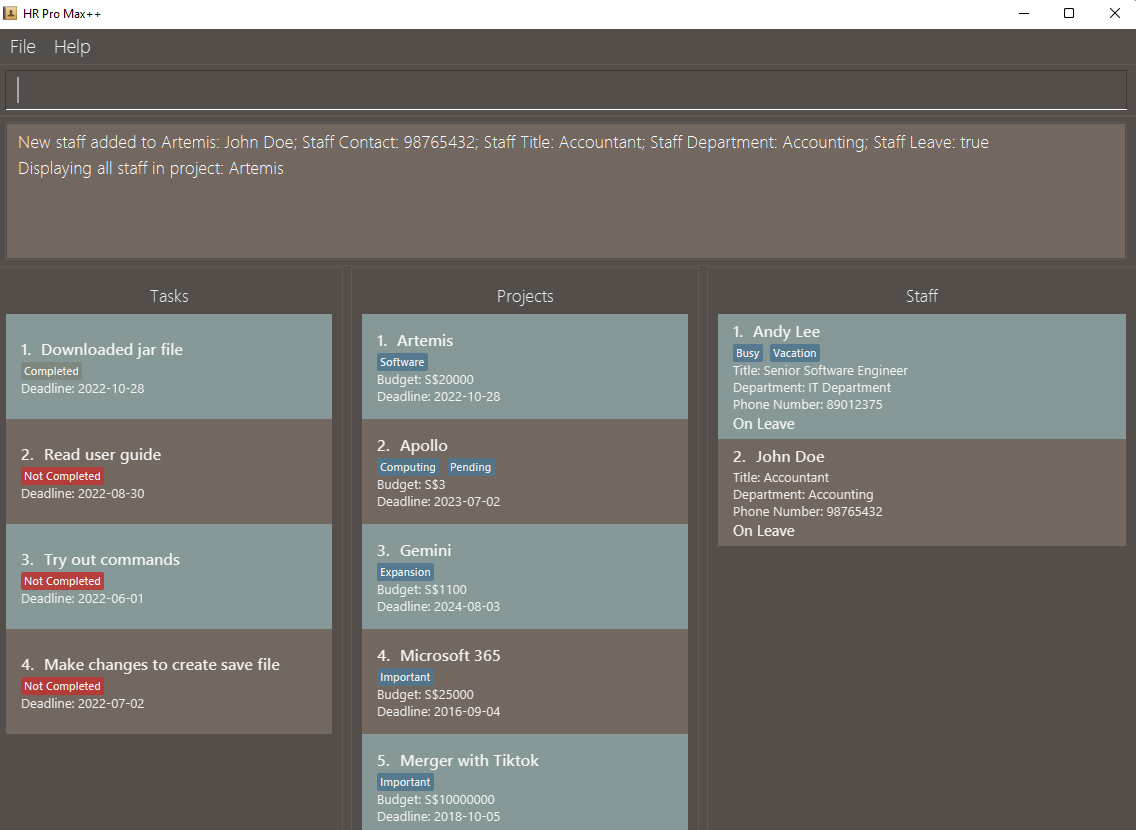 HR Pro Max++
File Help
New staff added to Artemis: John Doe; Staff Contact: 98765432; Staff Title: Accountant; Staff Department: Accounting; Staff Leave: true
Displaying all staff in project: Artemis
Tasks
1. Downloaded jar file
Completed
Deadline: 2022-10-28
2. Read user guide
Not Completed
Deadline: 2022-08-30
3. Try out commands
Not Completed
Deadline: 2022-06-01
4. Make changes to create save file
Not Completed
Deadline: 2022-07-02
Projects
1. Artemis
Software
Budget: S$20000
Deadline: 2022-10-28
2. Apollo
Computing Pending
Budget: S$3
Deadline: 2023-07-02
3. Gemini
Expansion
Budget: S$1100
Deadline: 2024-08-03
4. Microsoft 365
Important
Budget: S$25000
Deadline: 2016-09-04
5. Merger with Tiktok
Important
Budget: S$10000000
Deadline: 2018-10-05
Staff
1. Andy Lee
Busy Vacation
Title: Senior Software Engineer
Department: IT Department
Phone Number: 89012375
On Leave
2. John Doe
Title: Accountant
Department: Accounting
Phone Number: 98765432
On Leave